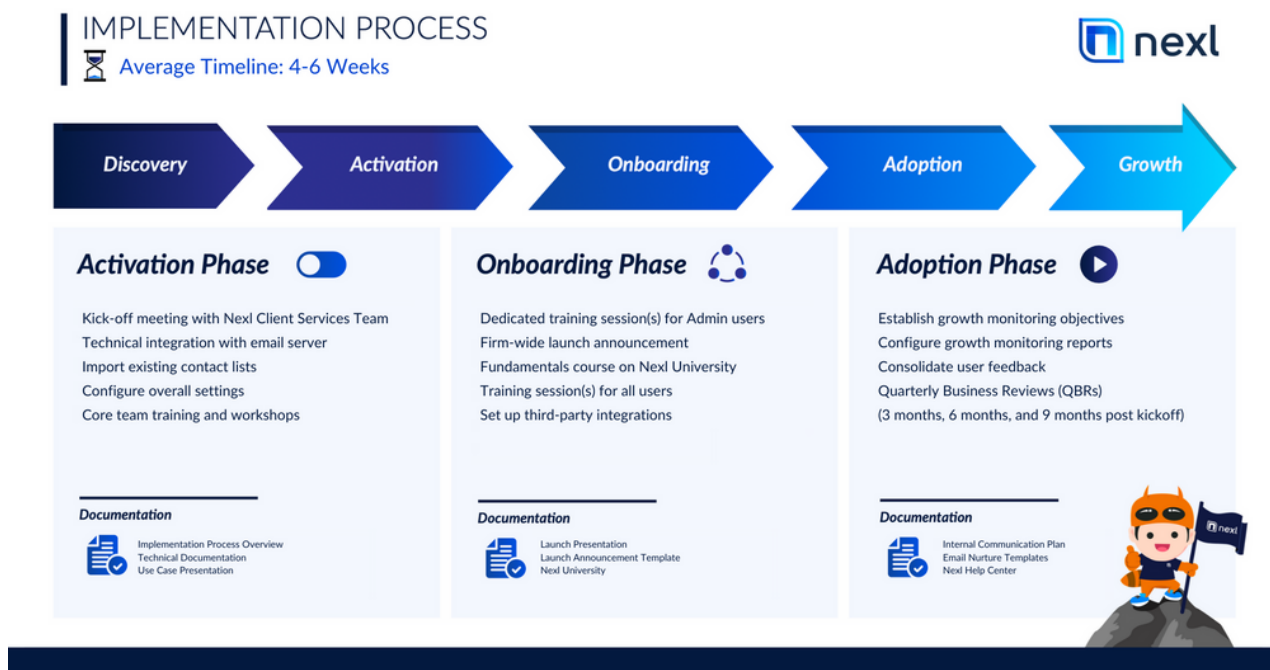 IMPLEMENTATION PROCESS
Average Timeline: 4-6 Weeks
nexl
Discovery
Activation
Onboarding
Adoption
Growth
Activation Phase
Kick-off meeting with Nexl Client Services Team
Technical integration with email server
Import existing contact lists
Configure overall settings
Core team training and workshops
Documentation
Implementation Process Overview
Technical Documentation
Use Case Presentation
Onboarding Phase
Dedicated training session(s) for Admin users
Firm-wide launch announcement
Fundamentals course on Nexl University
Training session(s) for all users
Set up third-party integrations
Documentation
Launch Presentation
Launch Announcement Template
Nexl University
Adoption Phase
Establish growth monitoring objectives
Configure growth monitoring reports
Consolidate user feedback
Quarterly Business Reviews (QBRs)
(3 months, 6 months, and 9 months post kickoff)
Documentation
Internal Communication Plan
Email Nurture Templates
Nexl Help Center
nexl